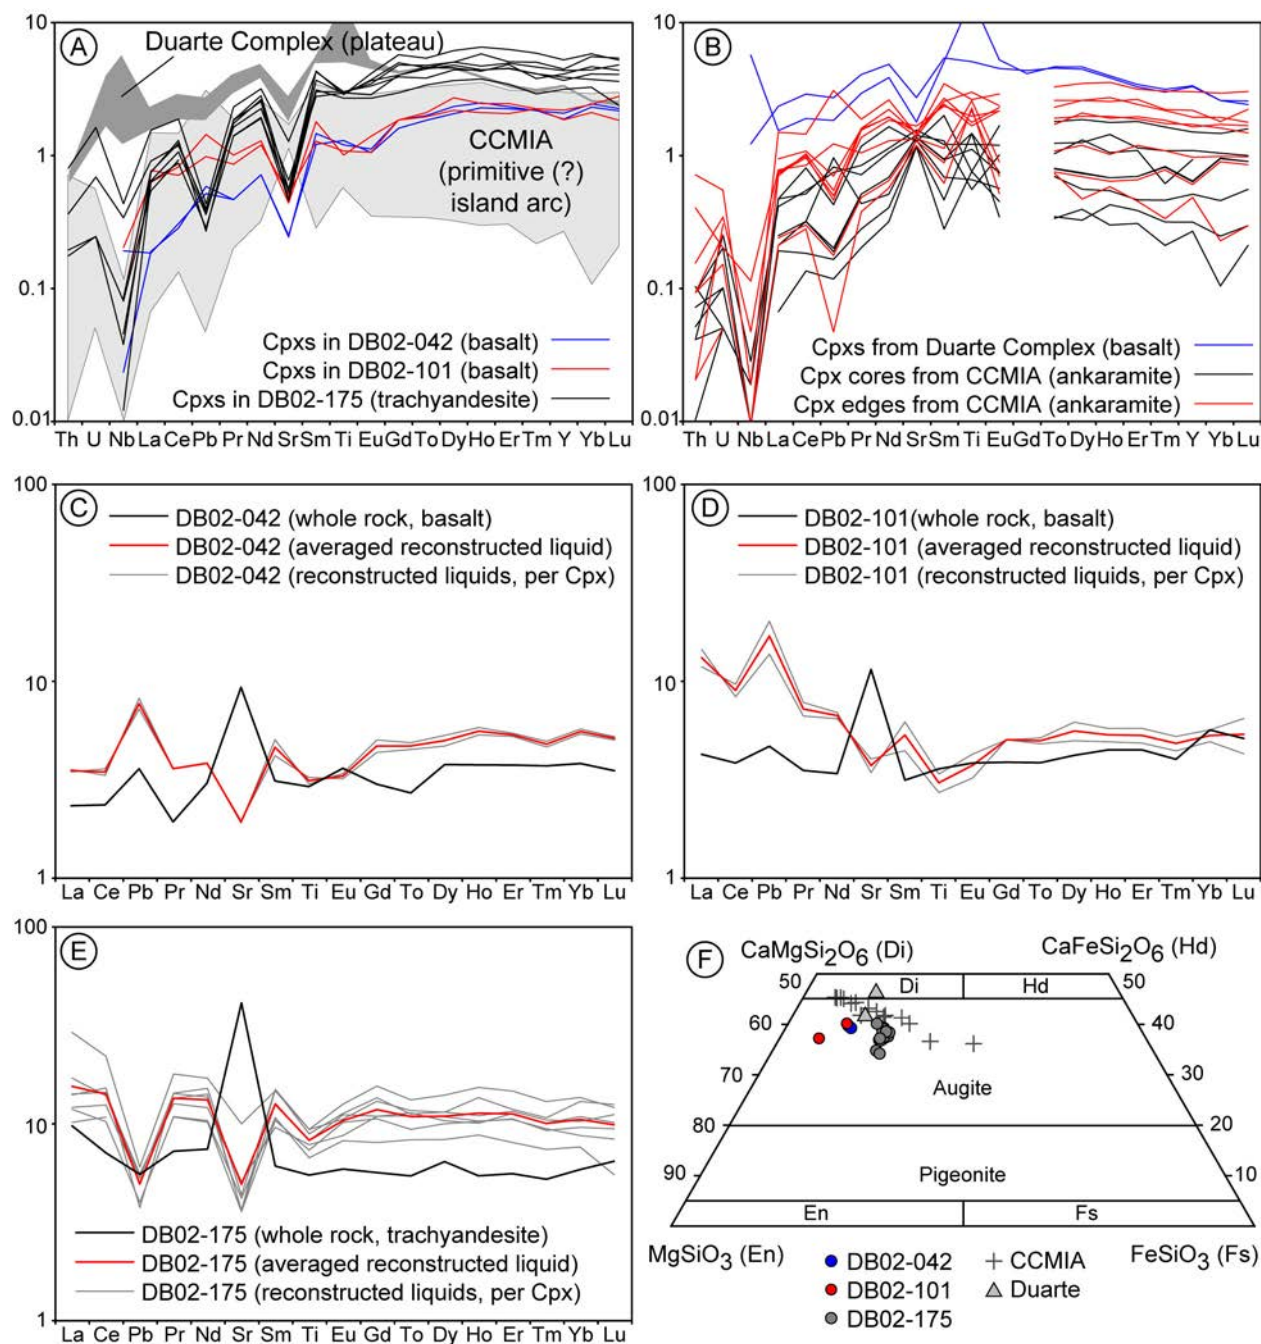 10
1
0.1
0.01
A
Duarte Complex (plateau)
CCMIA
(primitive (?)
island arc)
Cpxs in DB02-042 (basalt)
Cpxs in DB02-101 (basalt)
Cpxs in DB02-175 (trachyandesite)
Th U Nb La Ce Pb Pr Nd Sr Sm Ti Eu Gd To Dy Ho Er Tm Y Yb Lu
10
1
0.1
0.01
B
Cpxs from Duarte Complex (basalt)
Cpx cores from CCMIA (ankaramite)
Cpx edges from CCMIA (ankaramite)
Th U Nb La Ce Pb Pr Nd Sr Sm Ti Eu Gd To Dy Ho Er Tm Y Yb Lu
100
10
1
C
DB02-042 (whole rock, basalt)
DB02-042 (averaged reconstructed liquid)
DB02-042 (reconstructed liquids, per Cpx)
La Ce Pb Pr Nd Sr Sm Ti Eu Gd To Dy Ho Er Tm Yb Lu
100
10
1
D
DB02-101(whole rock, basalt)
DB02-101 (averaged reconstructed liquid)
DB02-101 (reconstructed liquids, per Cpx)
La Ce Pb Pr Nd Sr Sm Ti Eu Gd To Dy Ho Er Tm Yb Lu
100
10
1
E
DB02-175 (whole rock, trachyandesite)
DB02-175 (averaged reconstructed liquid)
DB02-175 (reconstructed liquids, per Cpx)
La Ce Pb Pr Nd Sr Sm Ti Eu Gd To Dy Ho Er Tm Yb Lu
F
CaMgSi2O6 (Di)
CaFeSi2O6 (Hd)
50
Di
Hd
50
60
40
70
30
Augite
80
20
Pigeonite
90
10
En
Fs
MgSiO3 (En)
FeSiO3 (Fs)
DB02-042
DB02-101
DB02-175
CCMIA
Duarte